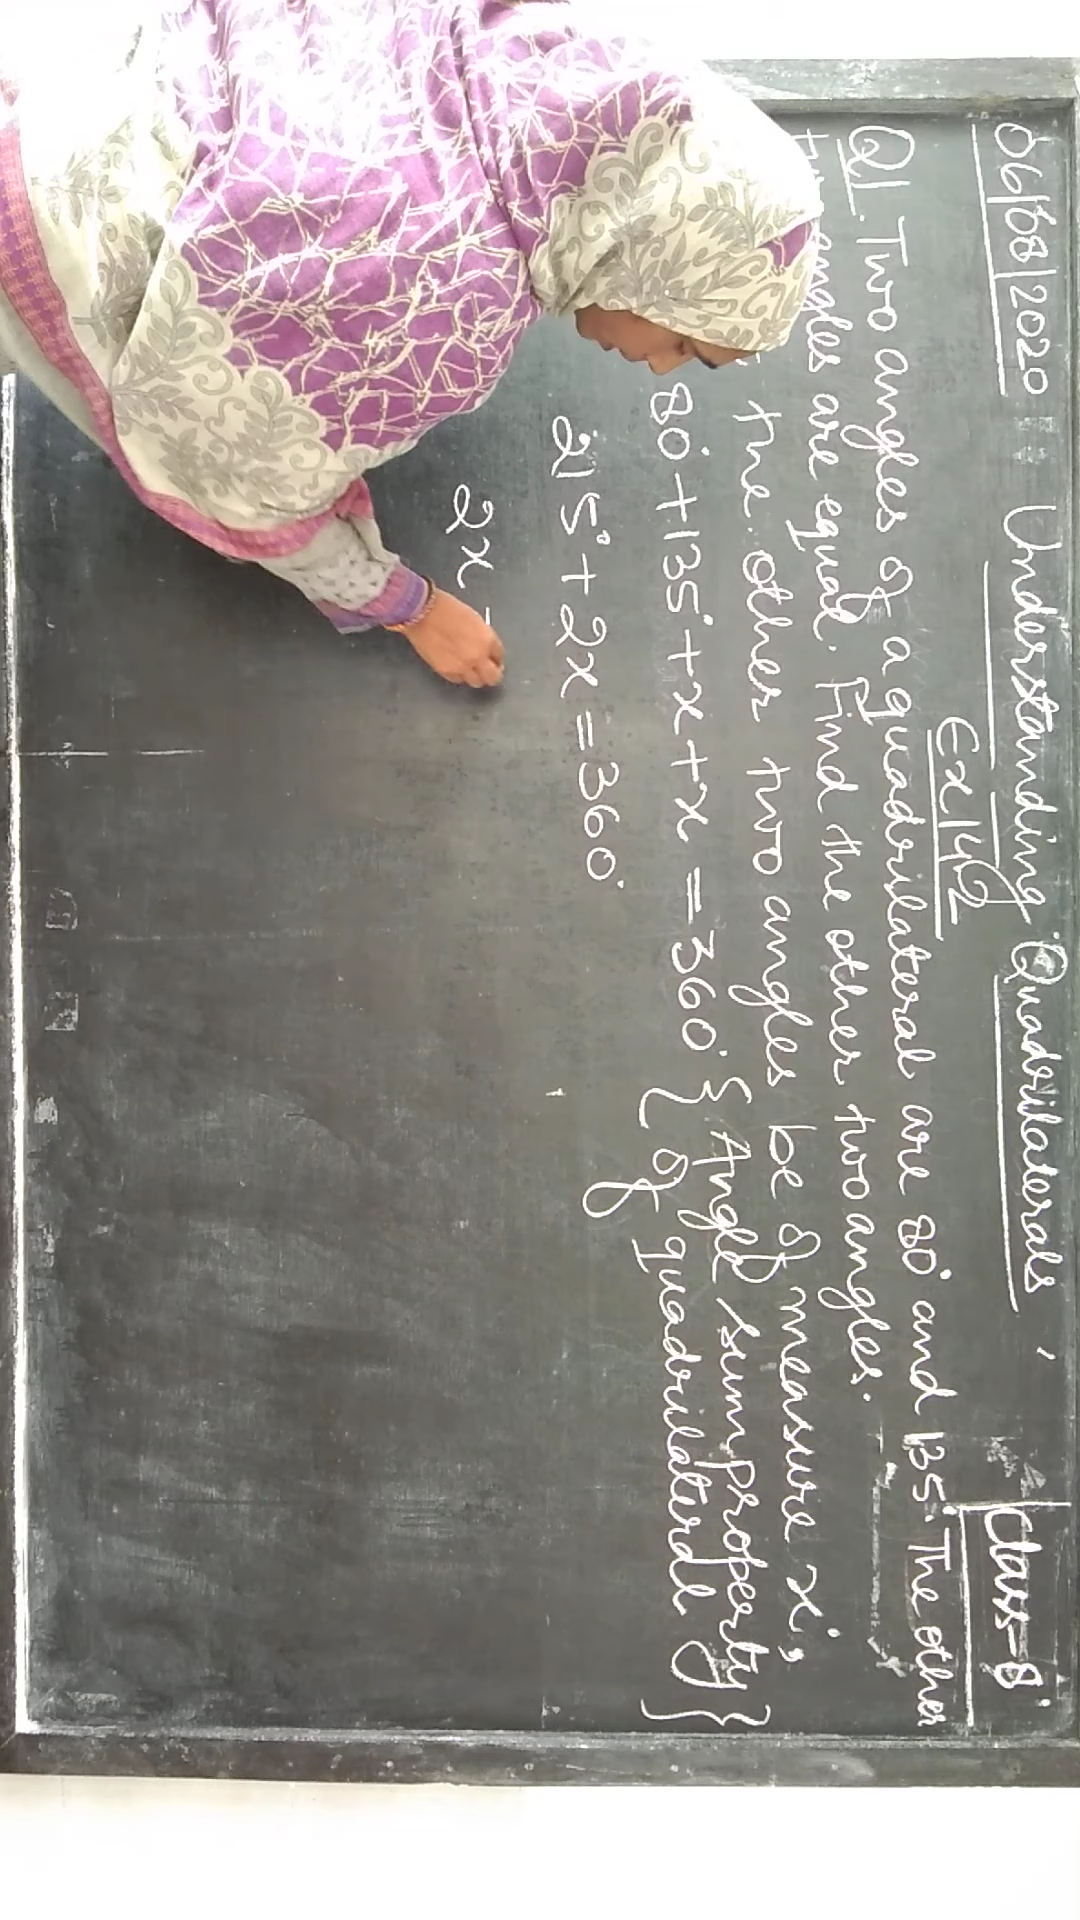 06/08/2020 Understanding Quadrilaterals Class-8
Ex 14.2
Q1. Two angles of a quadrilateral are 80° and 135°. The other
angles are equal. Find the other two angles.
the other two angles be of measure x°,
80° + 135° + x + x = 360° {Angle sum property
of quadrilateral}
215° + 2x = 360°
2x =